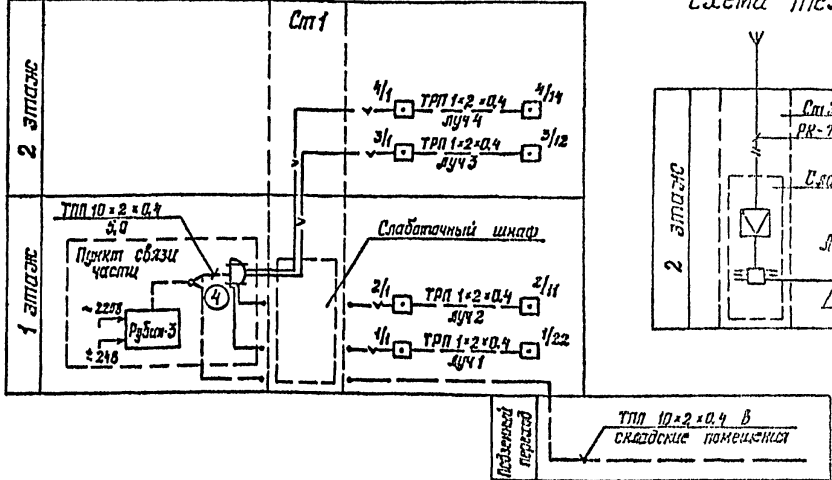 Ст1
Схема
2 этаж
4/1
ТРП 1×2×0,4
луч 4
4/14
3/1
ТРП 1×2×0,4
луч 3
3/12
1 этаж
ТПП 10×2×0,4
5,0
Пункт связи
части
4
~220В
Рубин-3
±24В
Слаботочный шкаф
2/1
ТРП 1×2×0,4
луч 2
2/11
1/1
ТРП 1×2×0,4
луч 1
1/22
Подземный
переход
ТПП 10×2×0,4 В
складские помещения
2 этаж